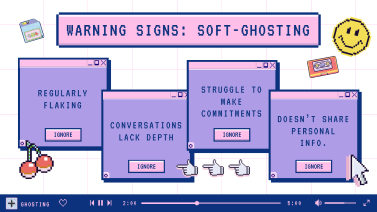 WARNING SIGNS: SOFT-GHOSTING
REGULARLY
FLAKING
IGNORE
CONVERSATIONS
LACK DEPTH
IGNORE
STRUGGLE TO
MAKE
COMMITMENTS
IGNORE
DOESN'T SHARE
PERSONAL
INFO.
IGNORE
GHOSTING
2:00
5:00